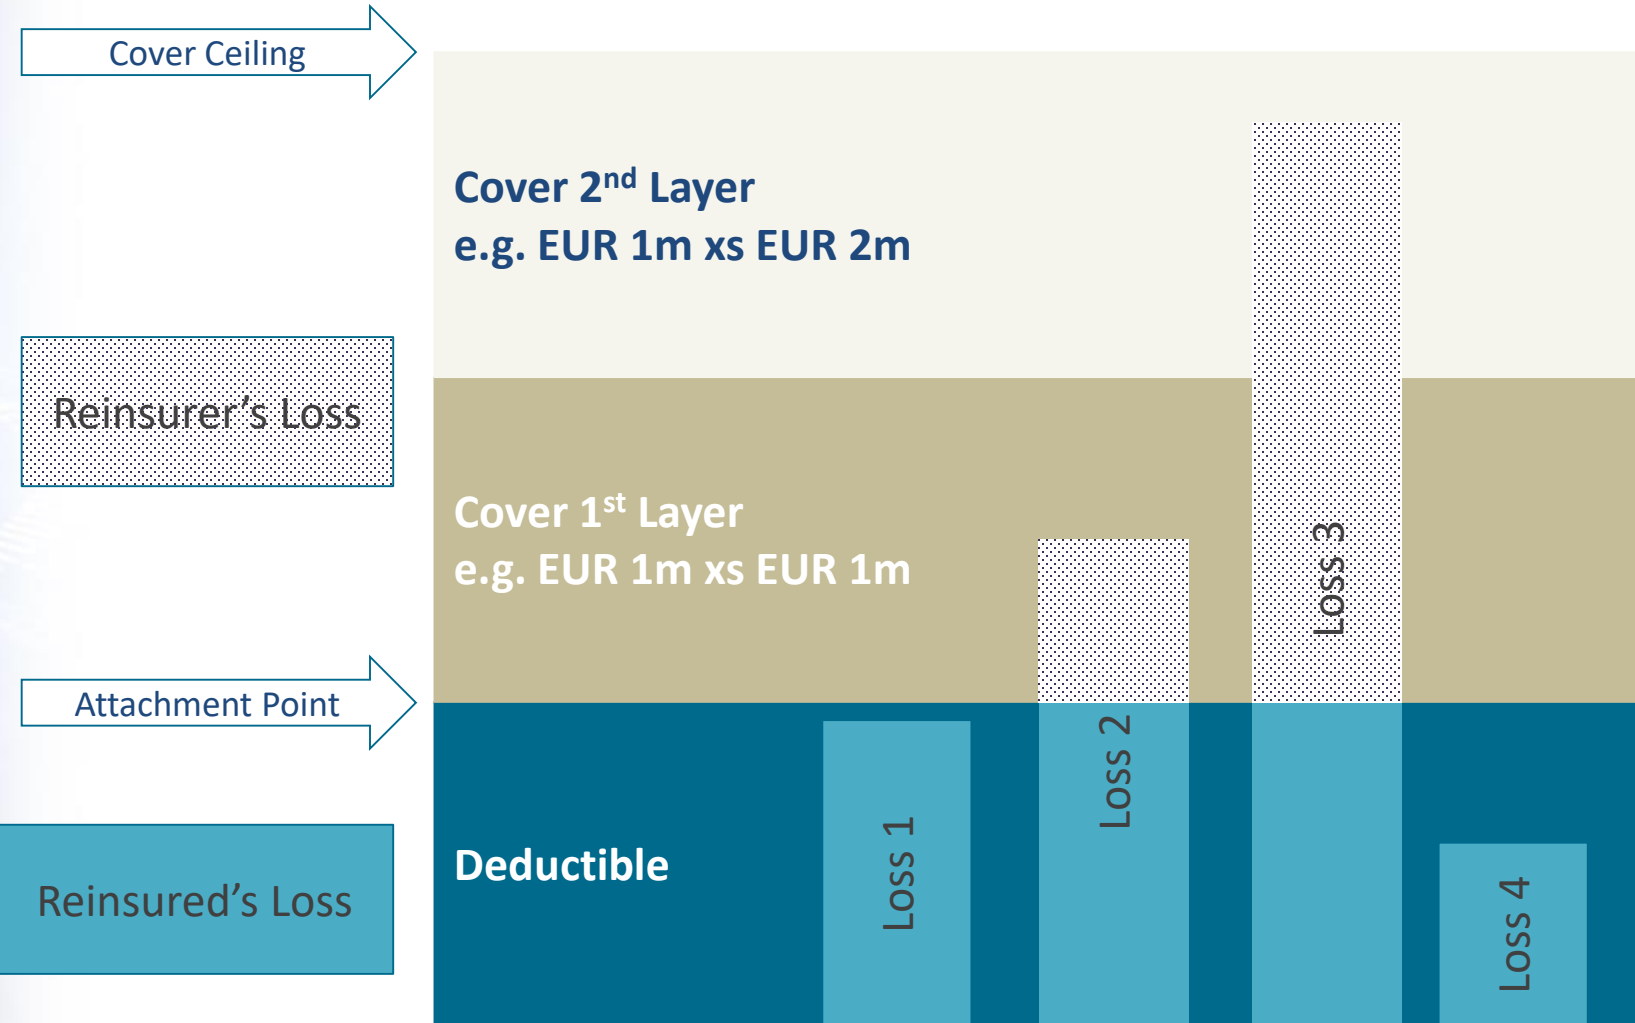 Cover Ceiling
Cover 2nd Layer
e.g. EUR 1m xs EUR 2m
Reinsurer’s Loss
Cover 1st Layer
e.g. EUR 1m xs EUR 1m
Loss 3
Attachment Point
Loss 2
Deductible
Loss 1
Reinsured’s Loss
Loss 4